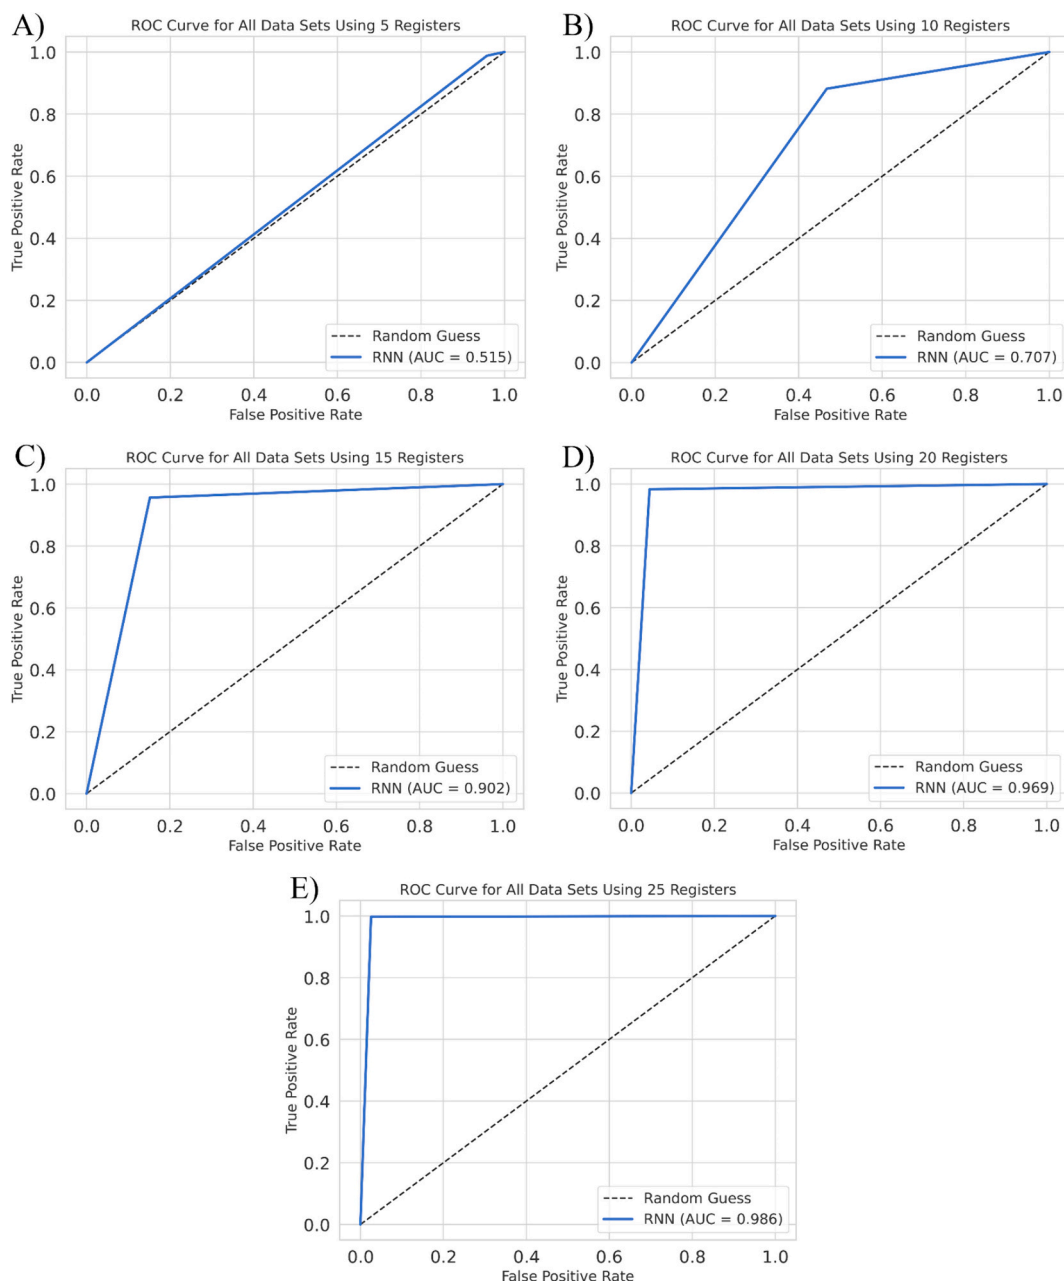 A)
ROC Curve for All Data Sets Using 5 Registers
True Positive Rate
1.0
0.8
0.6
0.4
0.2
0.0
Random Guess
RNN (AUC = 0.515)
0.0 0.2 0.4 0.6 0.8 1.0
False Positive Rate
B)
ROC Curve for All Data Sets Using 10 Registers
True Positive Rate
1.0
0.8
0.6
0.4
0.2
0.0
Random Guess
RNN (AUC = 0.707)
0.0 0.2 0.4 0.6 0.8 1.0
False Positive Rate
C)
ROC Curve for All Data Sets Using 15 Registers
True Positive Rate
1.0
0.8
0.6
0.4
0.2
0.0
Random Guess
RNN (AUC = 0.902)
0.0 0.2 0.4 0.6 0.8 1.0
False Positive Rate
D)
ROC Curve for All Data Sets Using 20 Registers
True Positive Rate
1.0
0.8
0.6
0.4
0.2
0.0
Random Guess
RNN (AUC = 0.969)
0.0 0.2 0.4 0.6 0.8 1.0
False Positive Rate
E)
ROC Curve for All Data Sets Using 25 Registers
True Positive Rate
1.0
0.8
0.6
0.4
0.2
0.0
Random Guess
RNN (AUC = 0.986)
0.0 0.2 0.4 0.6 0.8 1.0
False Positive Rate